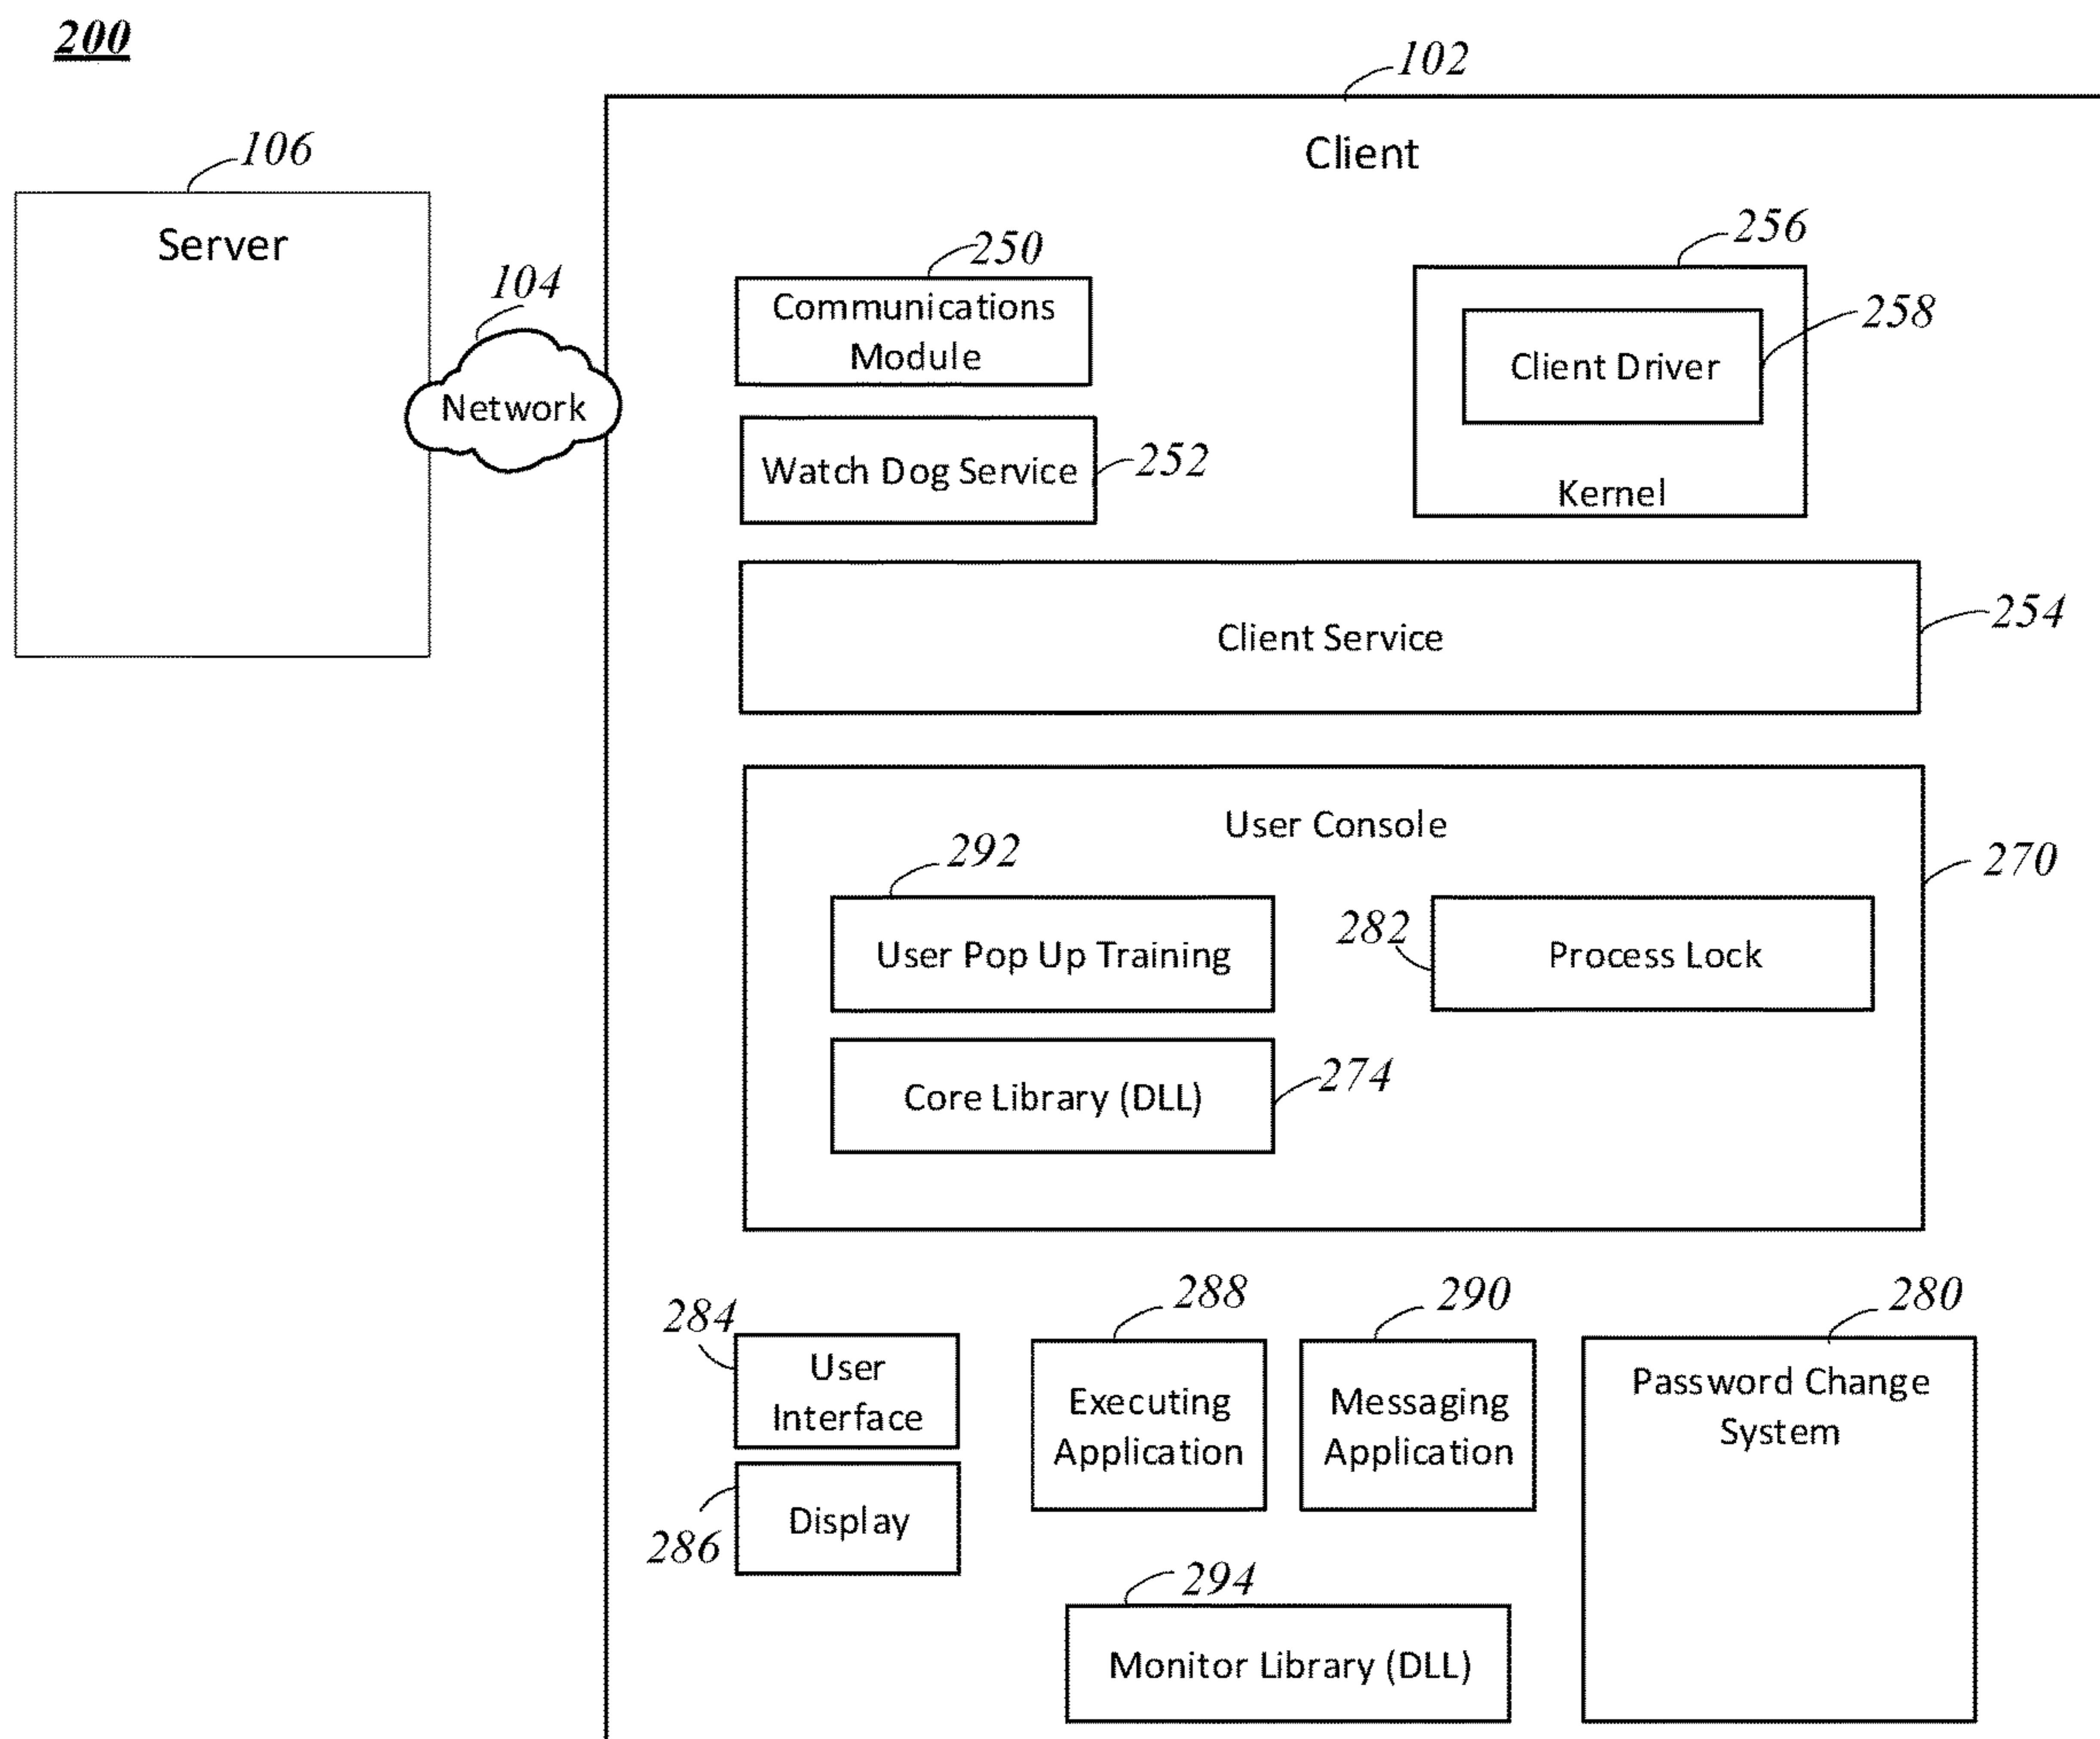 200
102
Client
106
Server
104
Network
250
Communications
Module
256
258
Client Driver
Kernel
Watch Dog Service
252
Client Service
254
User Console
270
292
User Pop Up Training
282
Process Lock
Core Library (DLL)
274
284
User
Interface
288
Executing
Application
290
Messaging
Application
280
Password Change
System
286
Display
294
Monitor Library (DLL)